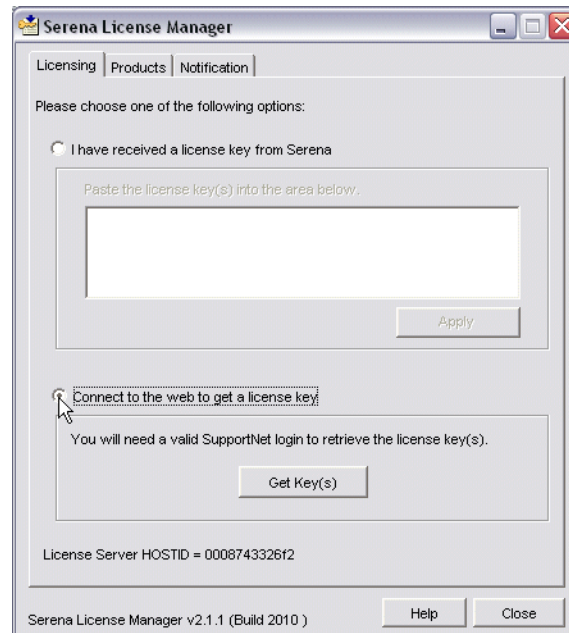 Serena License Manager
Licensing Products Notification
Please choose one of the following options:
I have received a license key from Serena
Paste the license key(s) into the area below.
Apply
Connect to the web to get a license key
You will need a valid SupportNet login to retrieve the license key(s).
Get Key(s)
License Server HOSTID = 0008743326f2
Serena License Manager v2.1.1 (Build 2010 )
Help Close